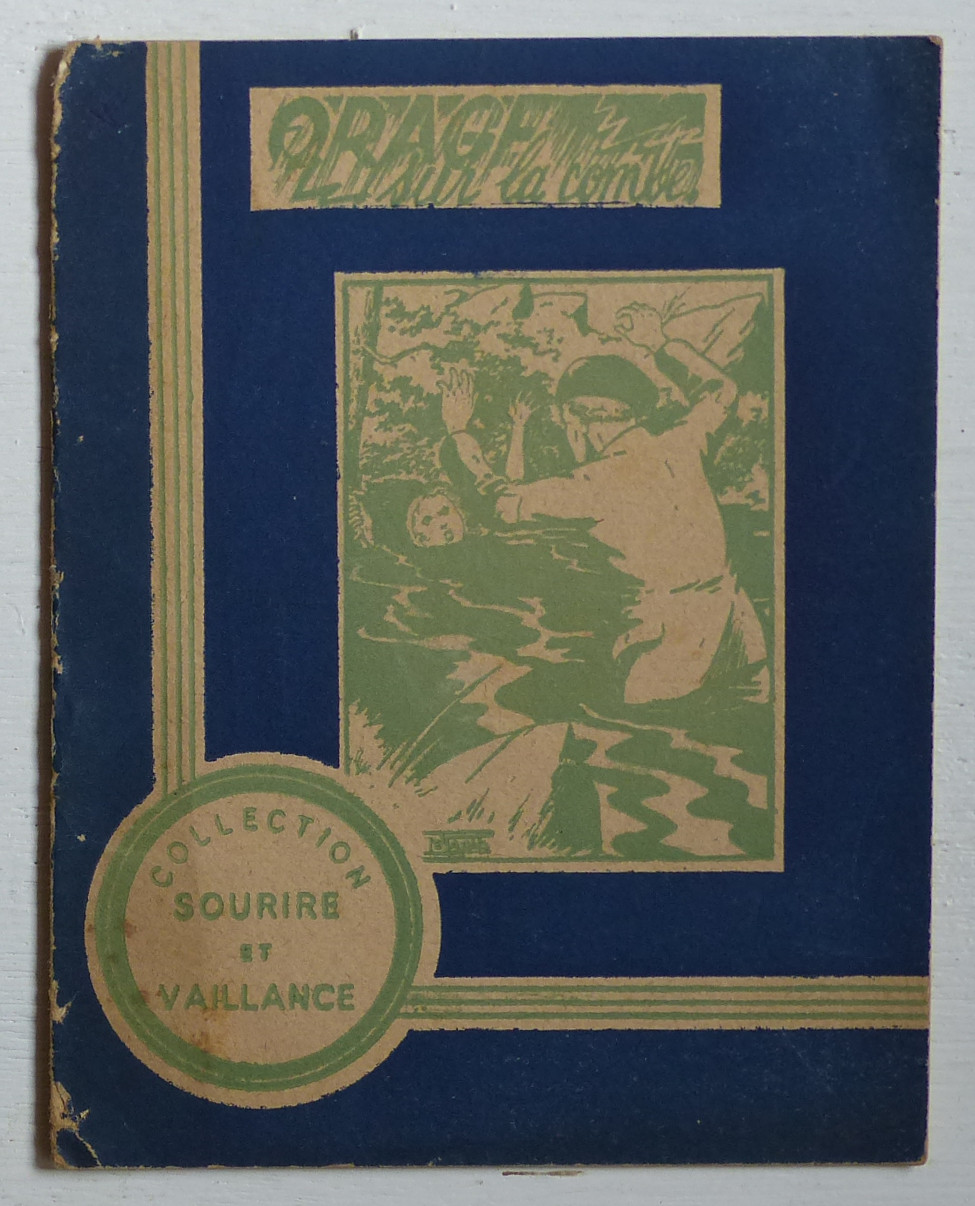 ORAGE
sur la combe
COLLECTION
SOURIRE
ET
VAILLANCE